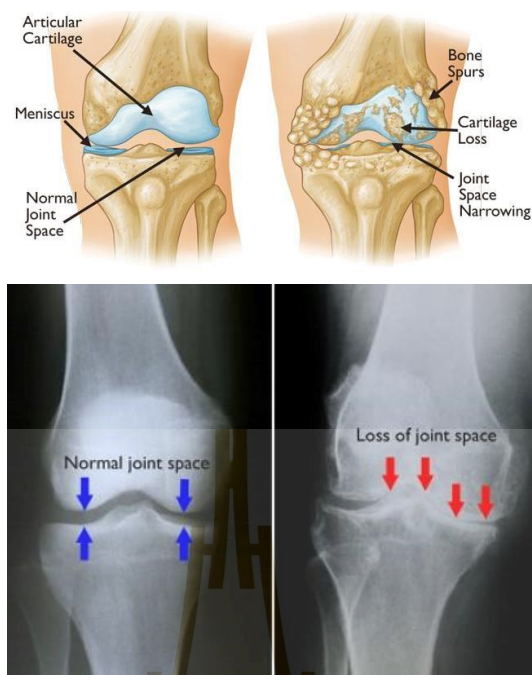 Articular
Cartilage
Meniscus
Normal
Joint
Space
Bone
Spurs
Cartilage
Loss
Joint
Space
Narrowing
Normal joint space
Loss of joint space